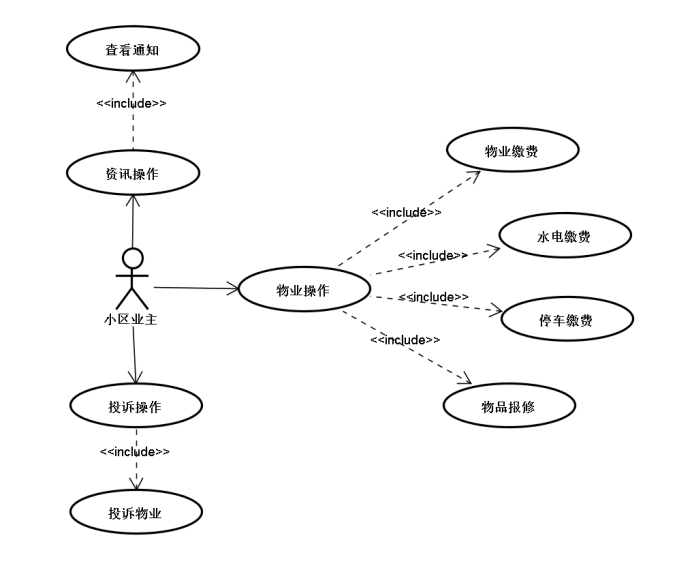 查看通知
<<include>>
资讯操作
物业缴费
<<include>>
水电缴费
<<include>>
物业操作
<<include>>
停车缴费
小区业主
<<include>>
投诉操作
物品报修
<<include>>
投诉物业